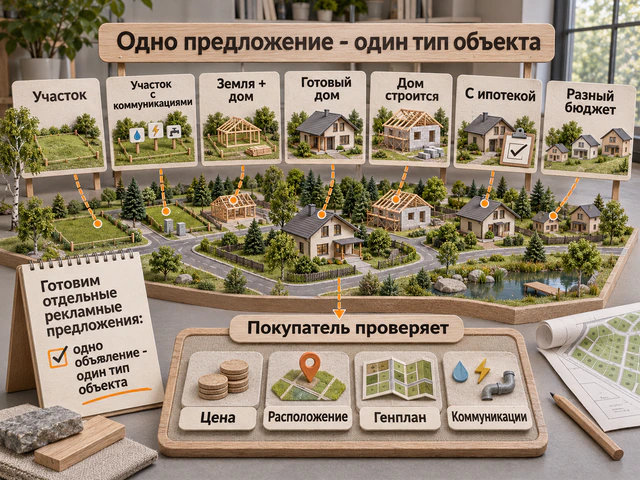 Одно предложение - один тип объекта
Участок
Участок
с
коммуникациями
Земля +
дом
Готовый
дом
Дом
строится
С ипотекой
Разный
бюджет
Готовим
отдельные
рекламные
предложения:
одно
объявление -
один тип
объекта
Покупатель проверяет
Цена
Расположение
Генплан
Коммуникации